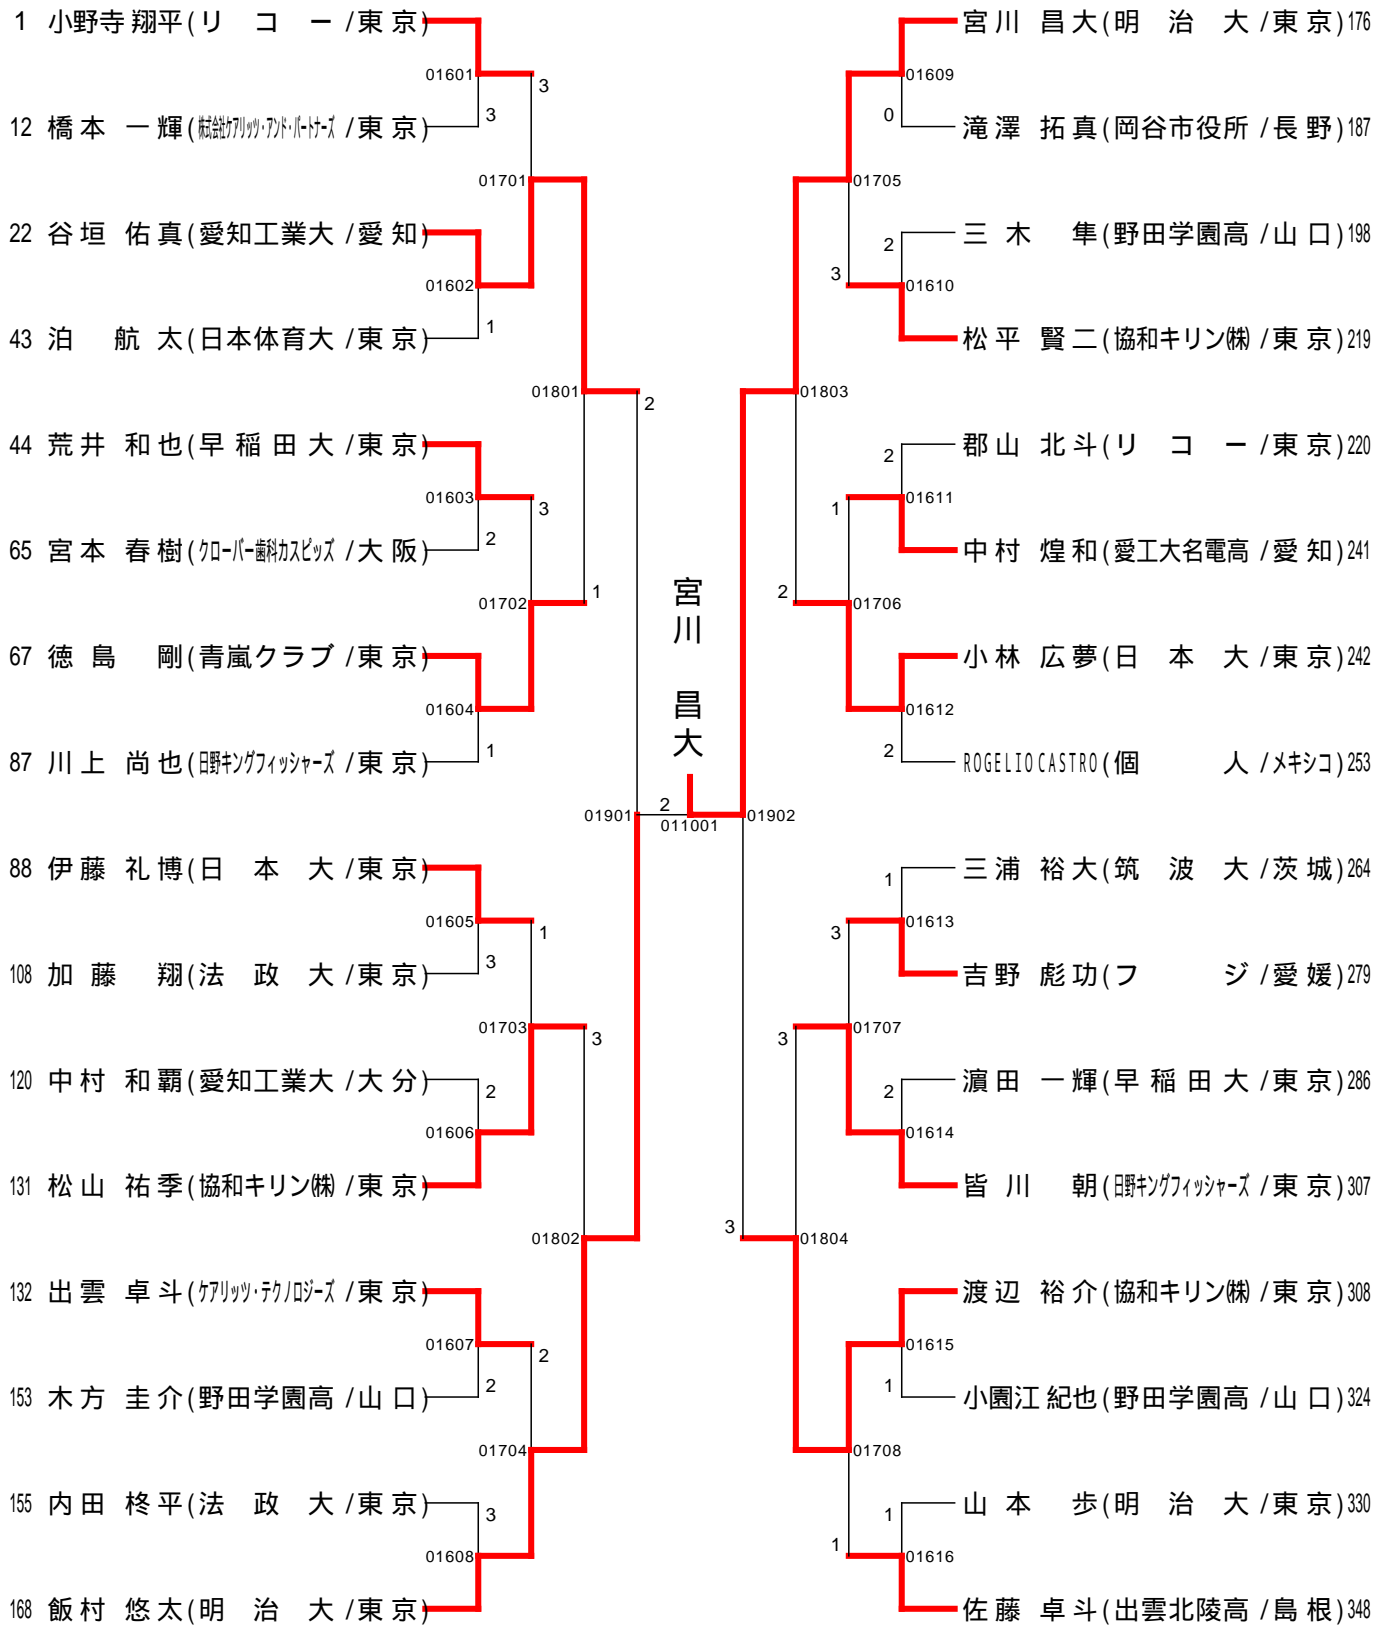 1 小野寺 翔平(リコー/東京)
01601
3
3
12 橋本 一輝(株式会社ケアリッツ・アンド・パートナーズ/東京)
01701
22 谷垣 佑真(愛知工業大/愛知)
01602
1
43 泊 航太(日本体育大/東京)
01801
2
44 荒井 和也(早稲田大/東京)
01603
3
2
65 宮本 春樹(クローバー歯科カスピッズ/大阪)
01702
1
67 徳島 剛(青嵐クラブ/東京)
01604
1
87 川上 尚也(日野キングフィッシャーズ/東京)
01901
2
011001
宮川 昌大
88 伊藤 礼博(日本大/東京)
01605
1
3
108 加藤 翔(法政大/東京)
01703
3
120 中村 和覇(愛知工業大/大分)
2
01606
131 松山 祐季(協和キリン㈱/東京)
01802
132 出雲 卓斗(ケアリッツ・テクノロジーズ/東京)
01607
2
2
153 木方 圭介(野田学園高/山口)
01704
155 内田 柊平(法政大/東京)
3
01608
168 飯村 悠太(明治大/東京)
宮川 昌大(明治大/東京)176
01609
0
滝澤 拓真(岡谷市役所/長野)187
01705
三木 隼(野田学園高/山口)198
2
3
01610
松平 賢二(協和キリン㈱/東京)219
01803
郡山 北斗(リコー/東京)220
2
01611
1
中村 煌和(愛工大名電高/愛知)241
2
01706
小林 広夢(日本大/東京)242
01612
2
ROGELIO CASTRO(個人/メキシコ)253
01902
三浦 裕大(筑波大/茨城)264
1
01613
3
吉野 彪功(フジ/愛媛)279
01707
3
濵田 一輝(早稲田大/東京)286
2
01614
皆川 朝(日野キングフィッシャーズ/東京)307
3
01804
渡辺 裕介(協和キリン㈱/東京)308
01615
1
小園江 紀也(野田学園高/山口)324
01708
山本 歩(明治大/東京)330
1
1
01616
佐藤 卓斗(出雲北陵高/島根)348